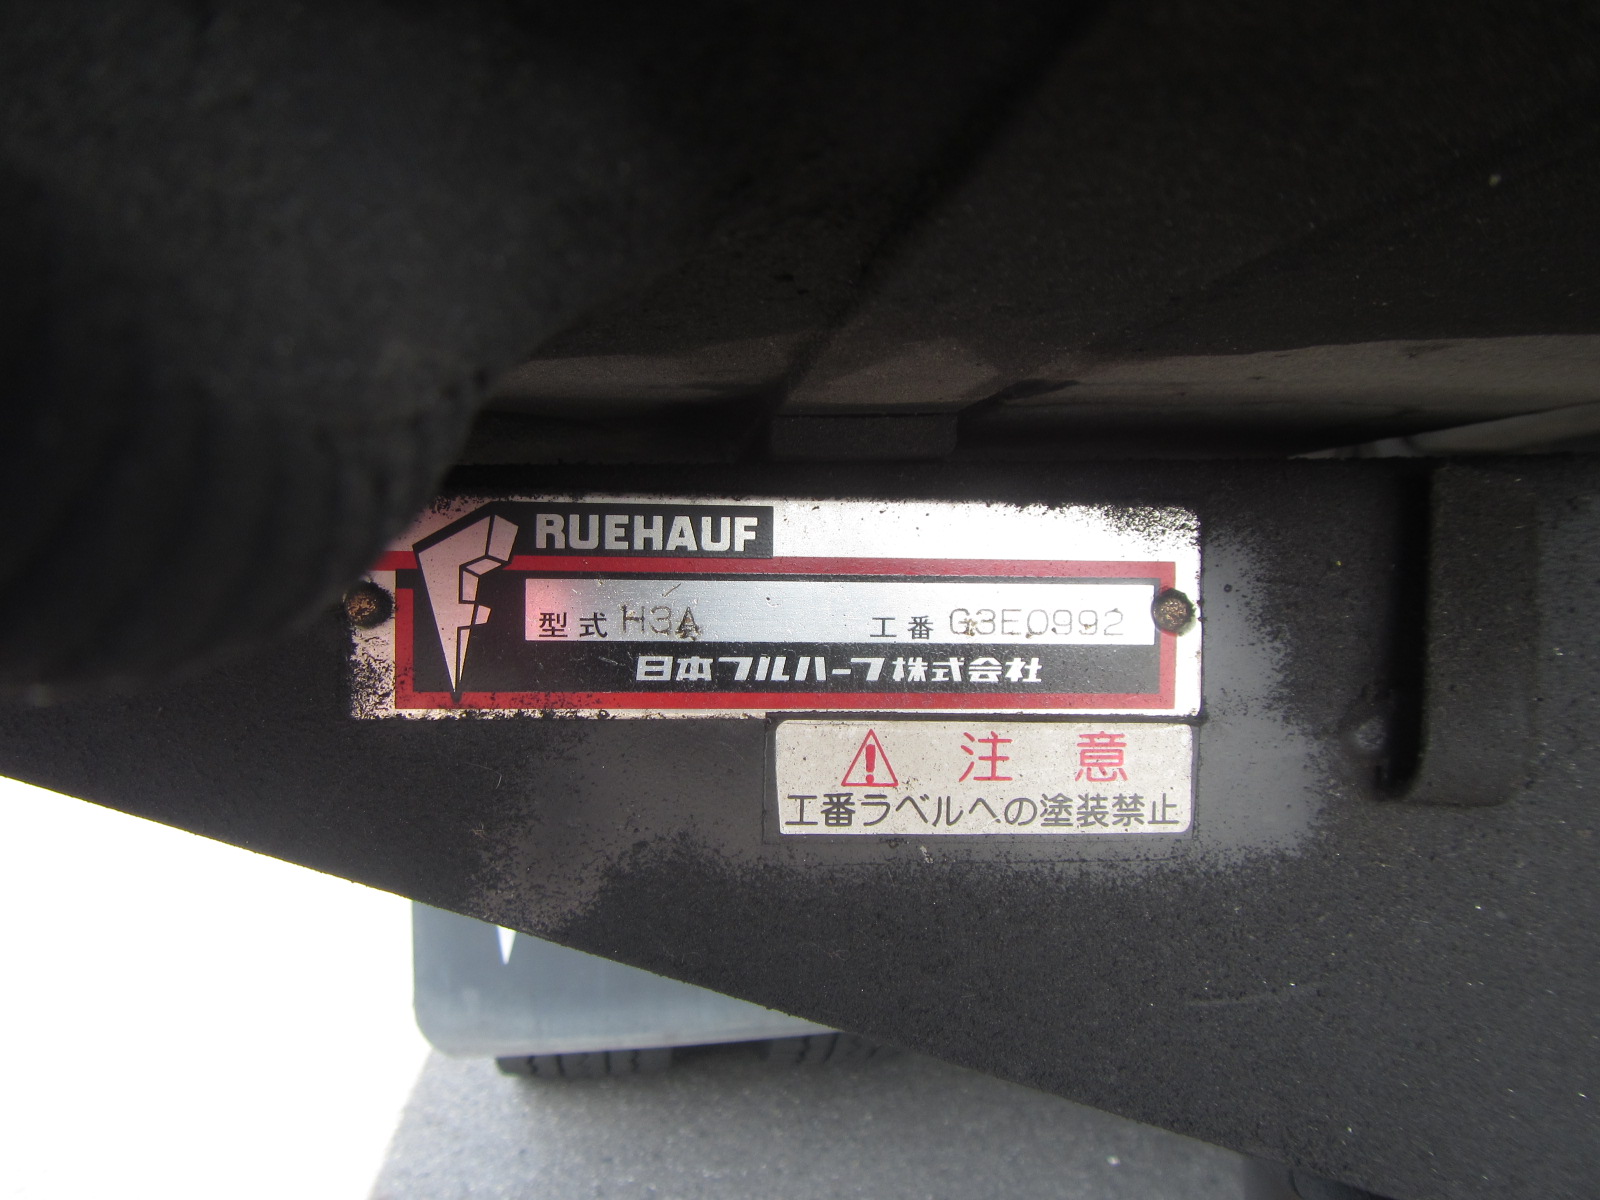 FRUEHAUF
型式 H3A 工番 G3E0992
日本フルハーフ株式会社
注意
工番ラベルへの塗装禁止